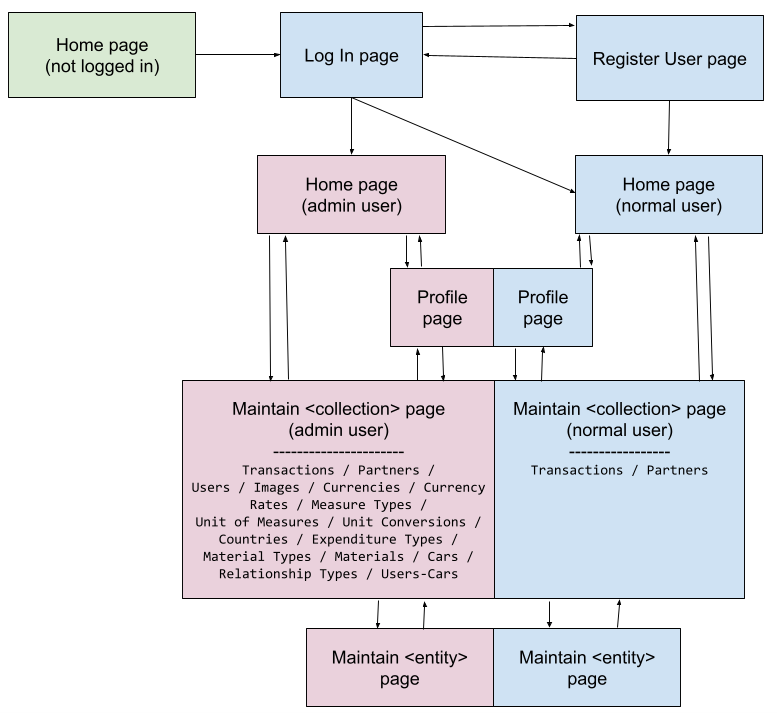 Home page
(not logged in)
Log In page
Register User page
Home page
(admin user)
Home page
(normal user)
Profile
page
Profile
page
Maintain <collection> page
(admin user)
----------------------
Transactions / Partners /
Users / Images / Currencies / Currency
Rates / Measure Types /
Unit of Measures / Unit Conversions /
Countries / Expenditure Types /
Material Types / Materials / Cars /
Relationship Types / Users-Cars
Maintain <collection> page
(normal user)
-----------------
Transactions / Partners
Maintain <entity>
page
Maintain <entity>
page